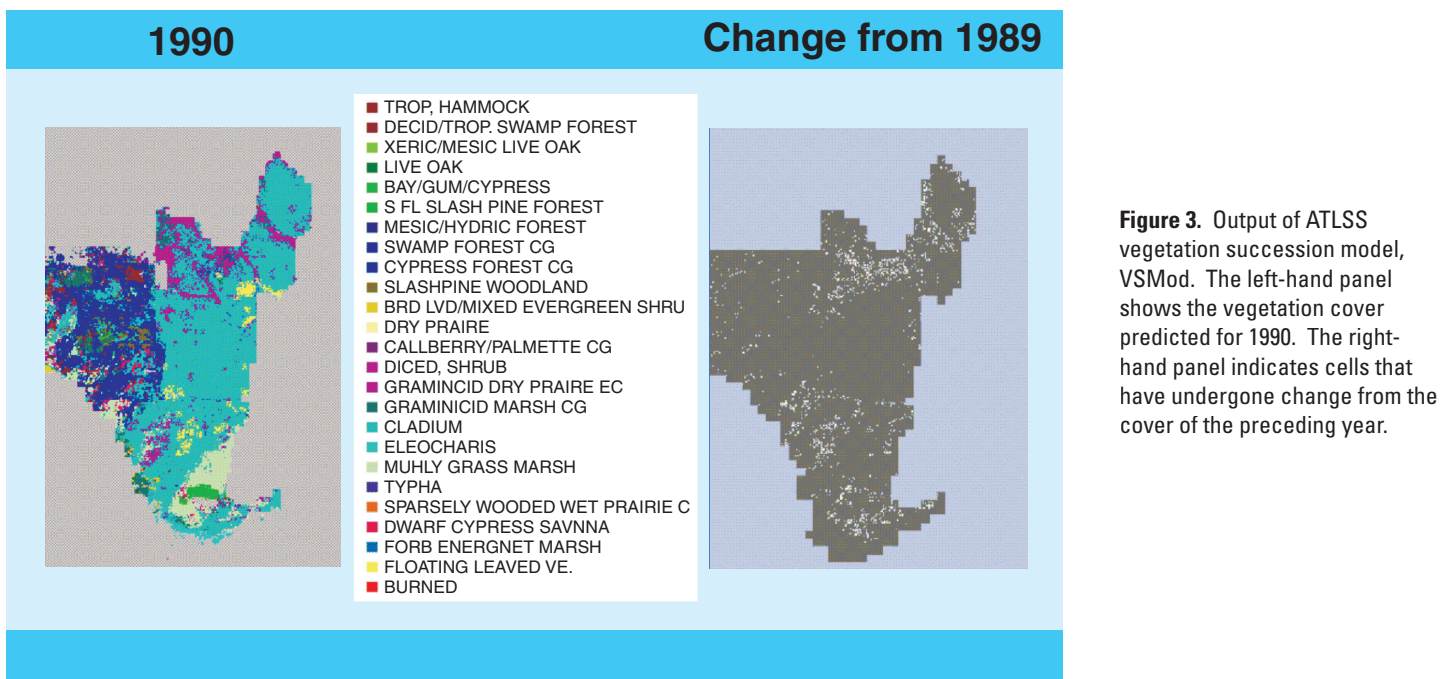 1990
Change from 1989
TROP, HAMMOCK
DECID/TROP. SWAMP FOREST
XERIC/MESIC LIVE OAK
LIVE OAK
BAY/GUM/CYPRESS
S FL SLASH PINE FOREST
MESIC/HYDRIC FOREST
SWAMP FOREST CG
CYPRESS FOREST CG
SLASHPINE WOODLAND
BRD LVD/MIXED EVERGREEN SHRU
DRY PRAIRE
CALLBERRY/PALMETTE CG
DICED, SHRUB
GRAMINCID DRY PRAIRE EC
GRAMINICID MARSH CG
CLADIUM
ELEOCHARIS
MUHLY GRASS MARSH
TYPHA
SPARSELY WOODED WET PRAIRIE C
DWARF CYPRESS SAVNNA
FORB ENERGNET MARSH
FLOATING LEAVED VE.
BURNED
Figure 3. Output of ATLSS
vegetation succession model,
VSMod. The left-hand panel
shows the vegetation cover
predicted for 1990. The right-
hand panel indicates cells that
have undergone change from the
cover of the preceding year.